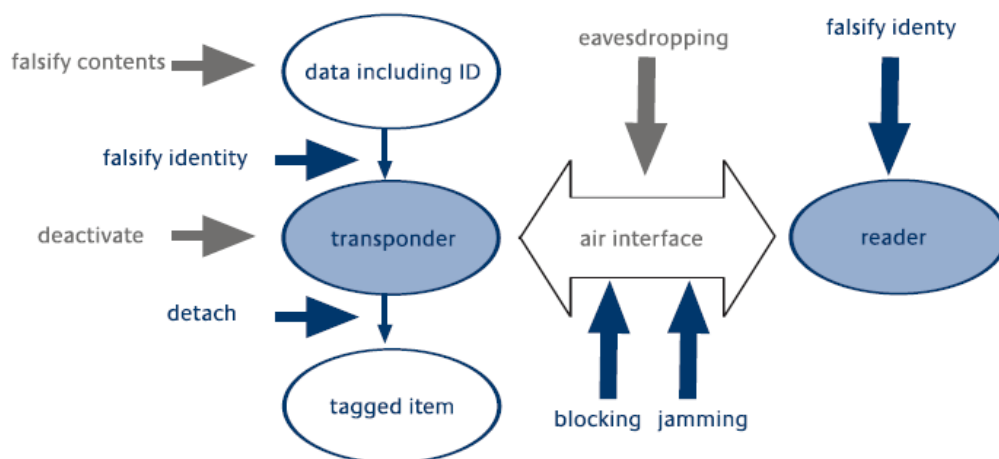 eavesdropping
falsify identy
falsify contents
data including ID
falsify identity
deactivate
transponder
air interface
reader
detach
tagged item
blocking
jamming